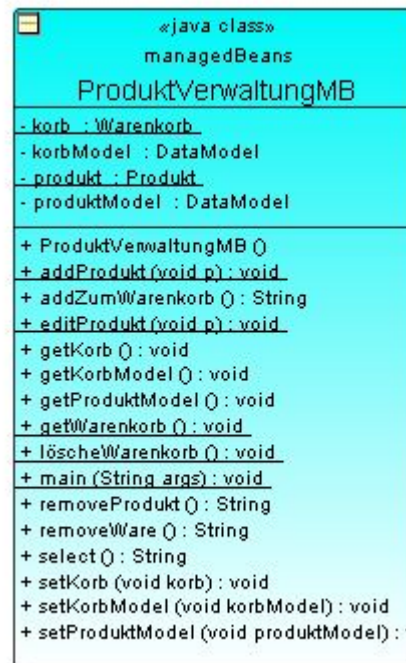 «java class»
managedBeans
ProduktVerwaltungMB
- korb : Warenkorb
- korbModel : DataModel
- produkt : Produkt
- produktModel : DataModel
+ ProduktVerwaltungMB ()
+ addProdukt (void p) : void
+ addZumWarenkorb () : String
+ editProdukt (void p) : void
+ getKorb () : void
+ getKorbModel () : void
+ getProduktModel () : void
+ getWarenkorb () : void
+ löscheWarenkorb () : void
+ main (String args) : void
+ removeProdukt () : String
+ removeWare () : String
+ select () : String
+ setKorb (void korb) : void
+ setKorbModel (void korbModel) : void
+ setProduktModel (void produktModel) :